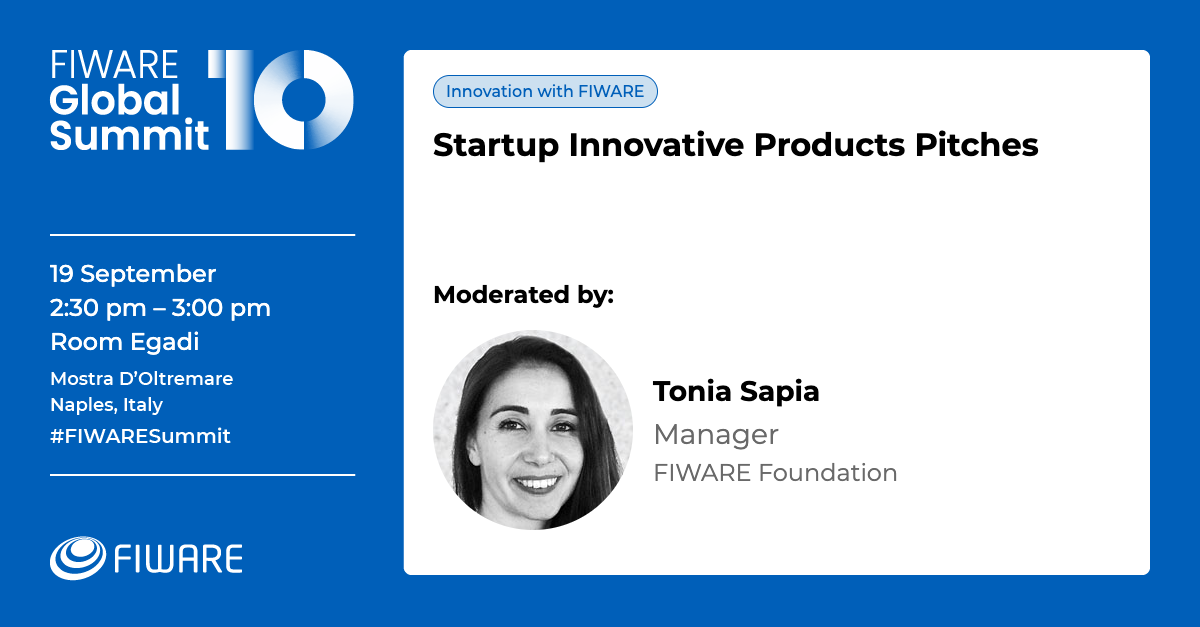 FIWARE
Global
Summit
10
19 September
2:30 pm – 3:00 pm
Room Egadi
Mostra D’Oltremare
Naples, Italy
#FIWARESummit
FIWARE
Innovation with FIWARE
Startup Innovative Products Pitches
Moderated by:
Tonia Sapia
Manager
FIWARE Foundation